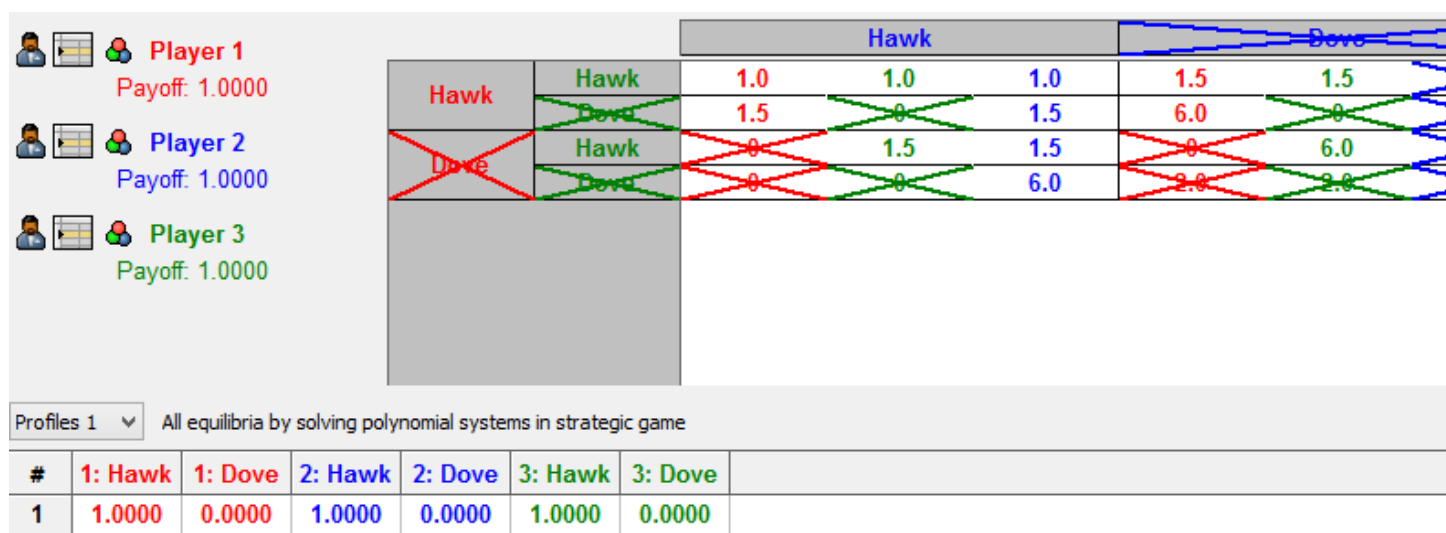 Player 1
Payoff: 1.0000
Player 2
Payoff: 1.0000
Player 3
Payoff: 1.0000
Hawk Dove
Hawk Hawk 1.0 1.0 1.0 1.5 1.5
Dove 1.5 0 1.5 6.0 0
Dove Hawk 0 1.5 1.5 0 6.0
Dove 0 0 6.0 2.0 2.0
Profiles 1 All equilibria by solving polynomial systems in strategic game
# 1: Hawk 1: Dove 2: Hawk 2: Dove 3: Hawk 3: Dove
1 1.0000 0.0000 1.0000 0.0000 1.0000 0.0000